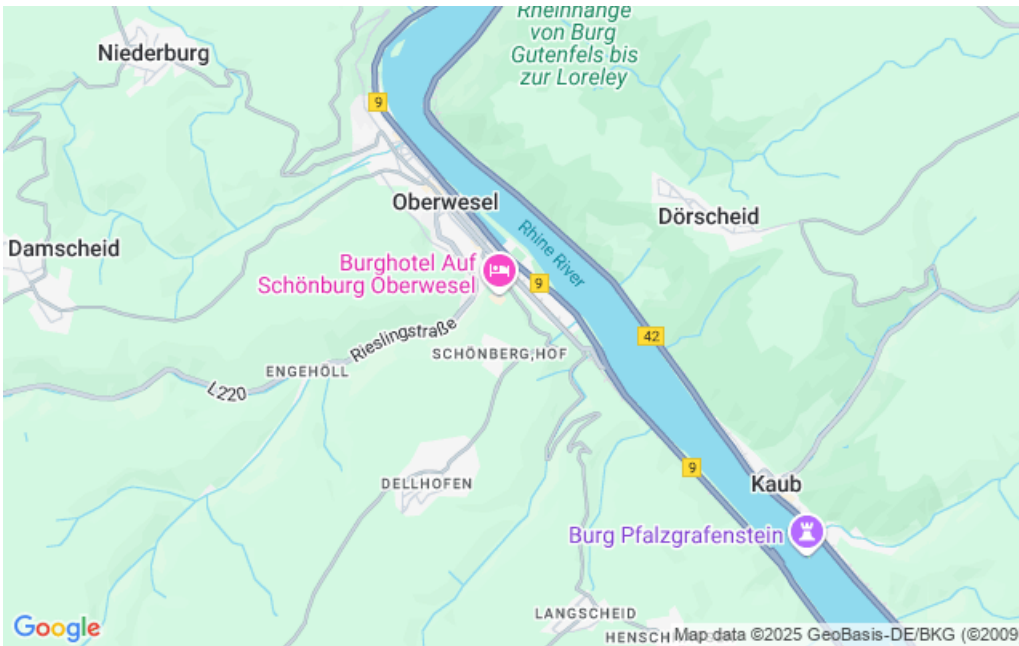 Rheinhänge
von Burg
Gutenfels bis
zur Loreley
Niederburg
9
Oberwesel
Dörscheid
Rhine River
Damscheid
Burghotel Auf
Schönburg Oberwesel
9
Rieslingstraße
42
SCHÖNBERG,HOF
ENGEHÖLL
L220
9
DELLHOFEN
Kaub
Burg Pfalzgrafenstein
LANGSCHEID
Google
HENSCH
Map data ©2025 GeoBasis-DE/BKG (©2009